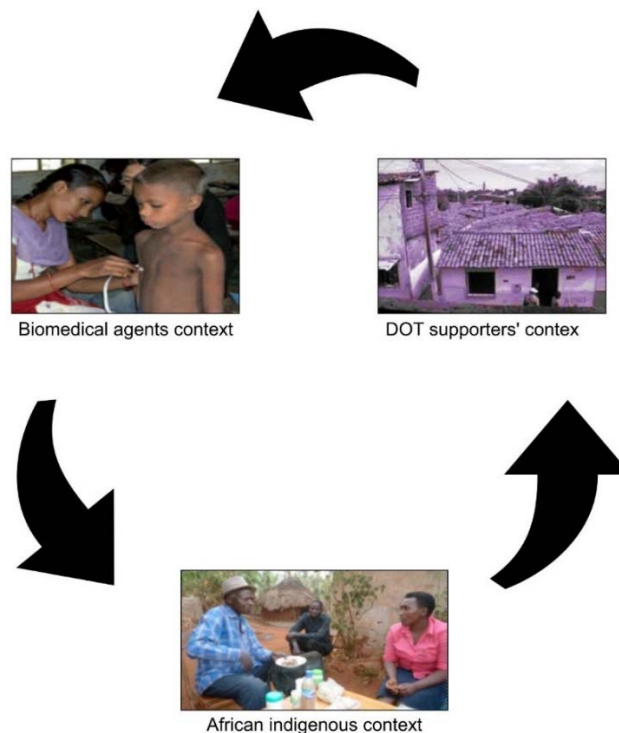 Biomedical agents context
DOT supporters' contex
African indigenous context